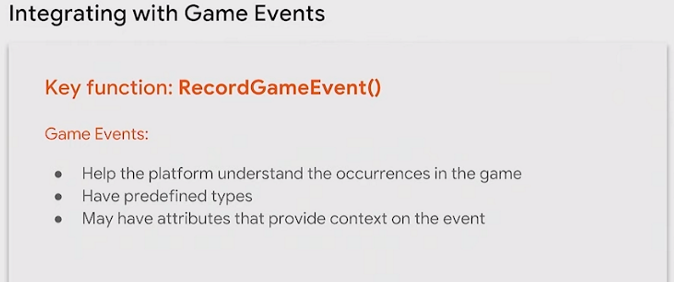 Integrating with Game Events
Key function: RecordGameEvent()
Game Events:
● Help the platform understand the occurrences in the game
● Have predefined types
● May have attributes that provide context on the event